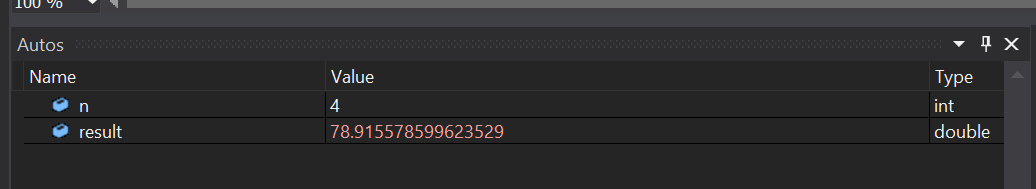 100 %
Autos
Name Value Type
n 4 int
result 78.915578599623529 double